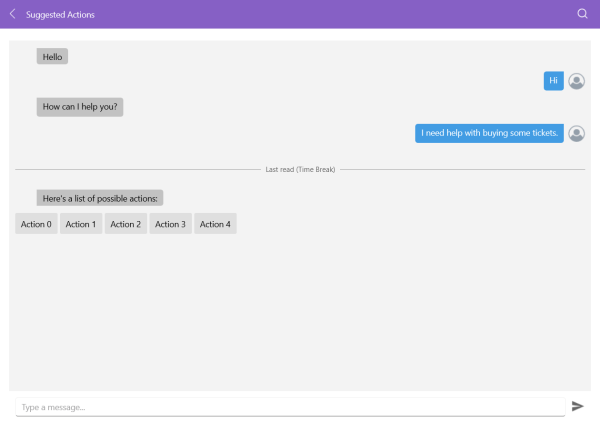 Suggested Actions
Hello
Hi
How can I help you?
I need help with buying some tickets.
Last read (Time Break)
Here's a list of possible actions:
Action 0 Action 1 Action 2 Action 3 Action 4
Type a message...